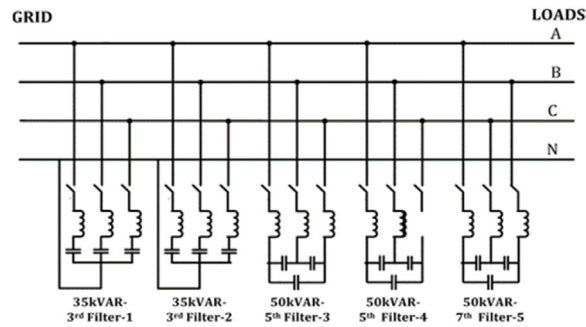 GRID
LOADS
A
B
C
N
35kVAR-
3rd Filter-1
35kVAR-
3rd Filter-2
50kVAR-
5th Filter-3
50kVAR-
5th Filter-4
50kVAR-
7th Filter-5